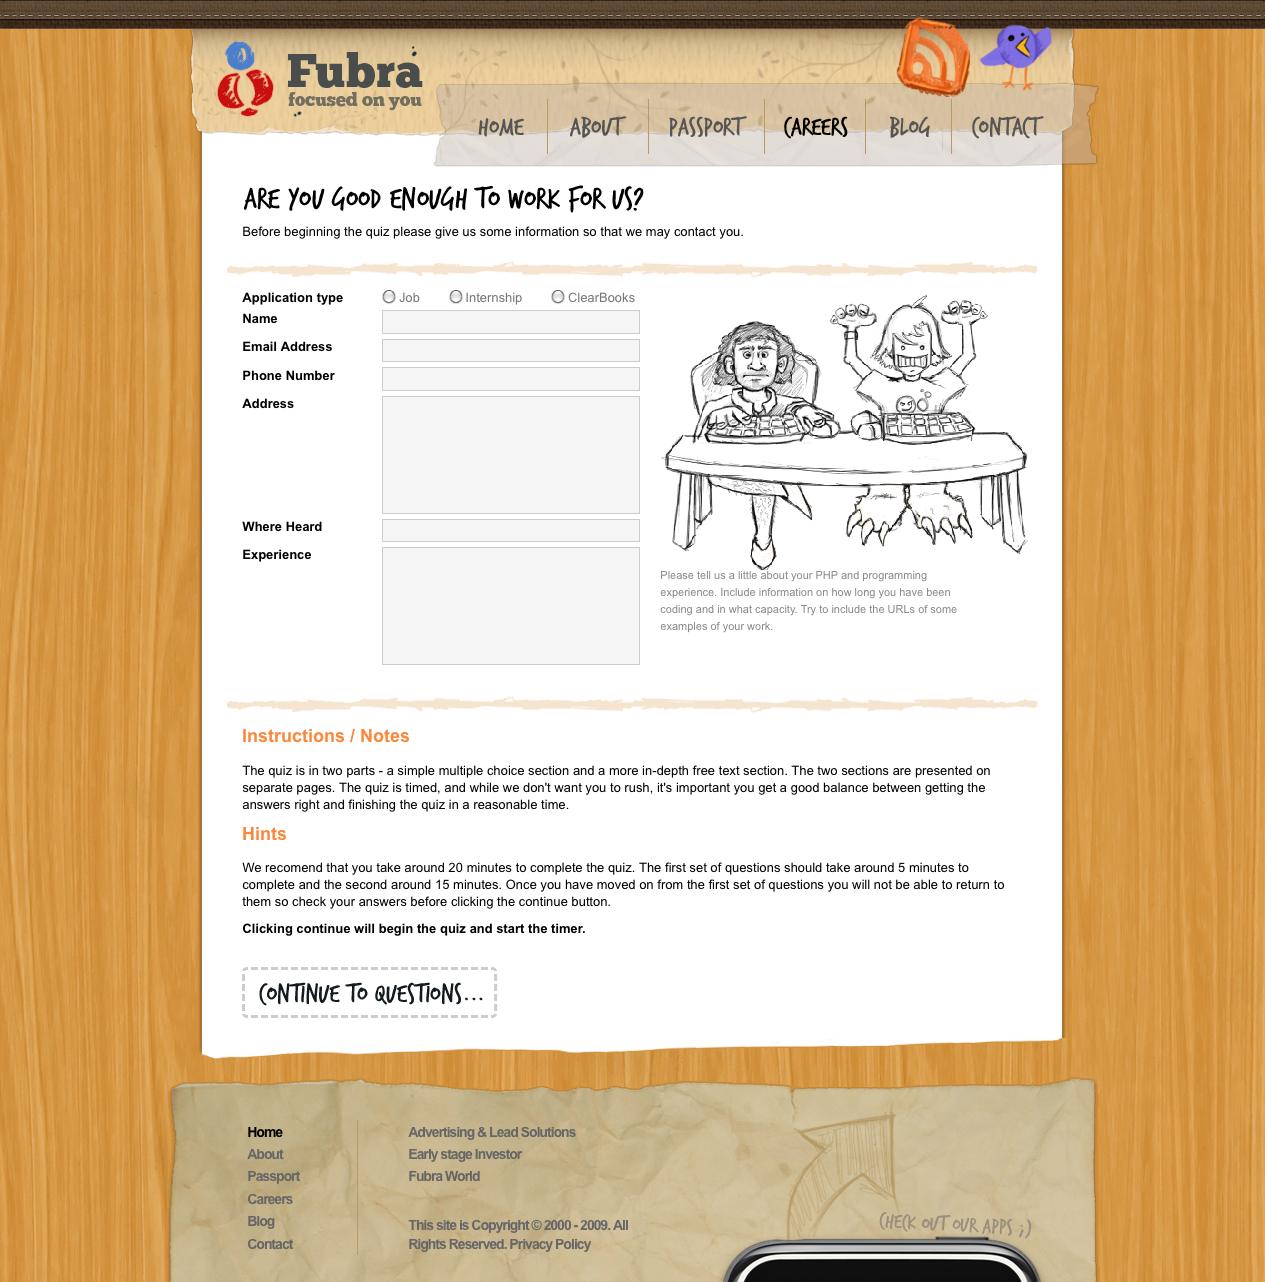 Fubra
focused on you
HOME ABOUT PASSPORT CAREERS BLOG CONTACT
ARE YOU GOOD ENOUGH TO WORK FOR US?
Before beginning the quiz please give us some information so that we may contact you.
Application type Job Internship ClearBooks
Name
Email Address
Phone Number
Address
Where Heard
Experience
Please tell us a little about your PHP and programming
experience. Include information on how long you have been
coding and in what capacity. Try to include the URLs of some
examples of your work.
Instructions / Notes
The quiz is in two parts - a simple multiple choice section and a more in-depth free text section. The two sections are presented on
separate pages. The quiz is timed, and while we don't want you to rush, it's important you get a good balance between getting the
answers right and finishing the quiz in a reasonable time.
Hints
We recomend that you take around 20 minutes to complete the quiz. The first set of questions should take around 5 minutes to
complete and the second around 15 minutes. Once you have moved on from the first set of questions you will not be able to return to
them so check your answers before clicking the continue button.
Clicking continue will begin the quiz and start the timer.
CONTINUE TO QUESTIONS...
Home
About
Passport
Careers
Blog
Contact
Advertising & Lead Solutions
Early stage Investor
Fubra World
This site is Copyright © 2000 - 2009. All
Rights Reserved. Privacy Policy
CHECK OUT OUR APPS ;)